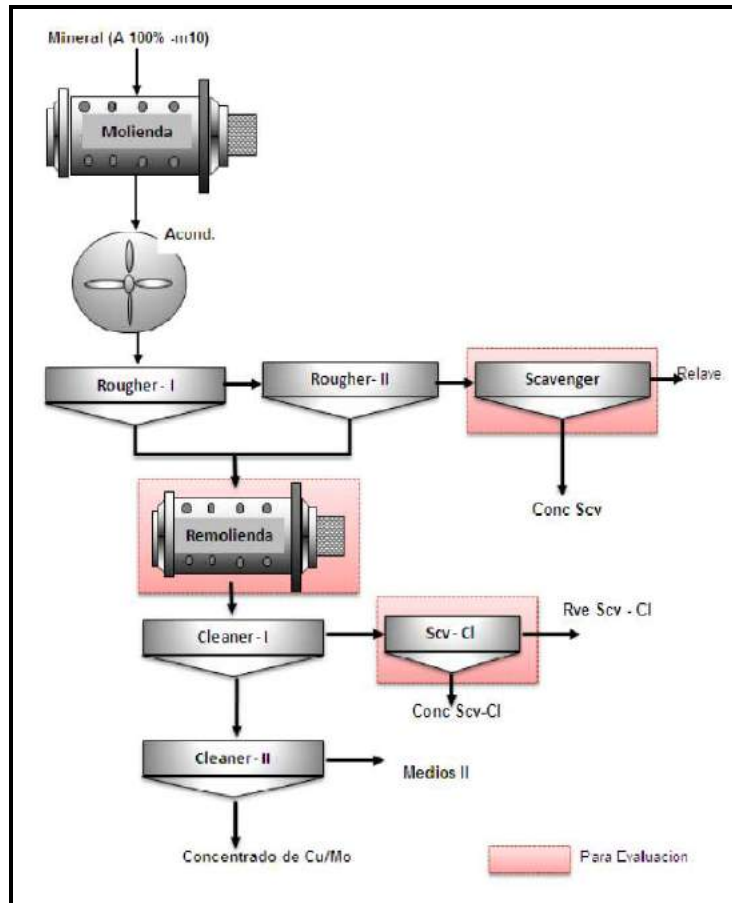 Mineral (A 100% -m10)
Molienda
Acond.
Rougher - I
Rougher- II
Scavenger
Relave
Conc Scv
Remolienda
Rve Scv - Cl
Cleaner - I
Scv - Cl
Conc Scv-Cl
Cleaner-II
Medios II
Concentrado de Cu/Mo
Para Evaluacion